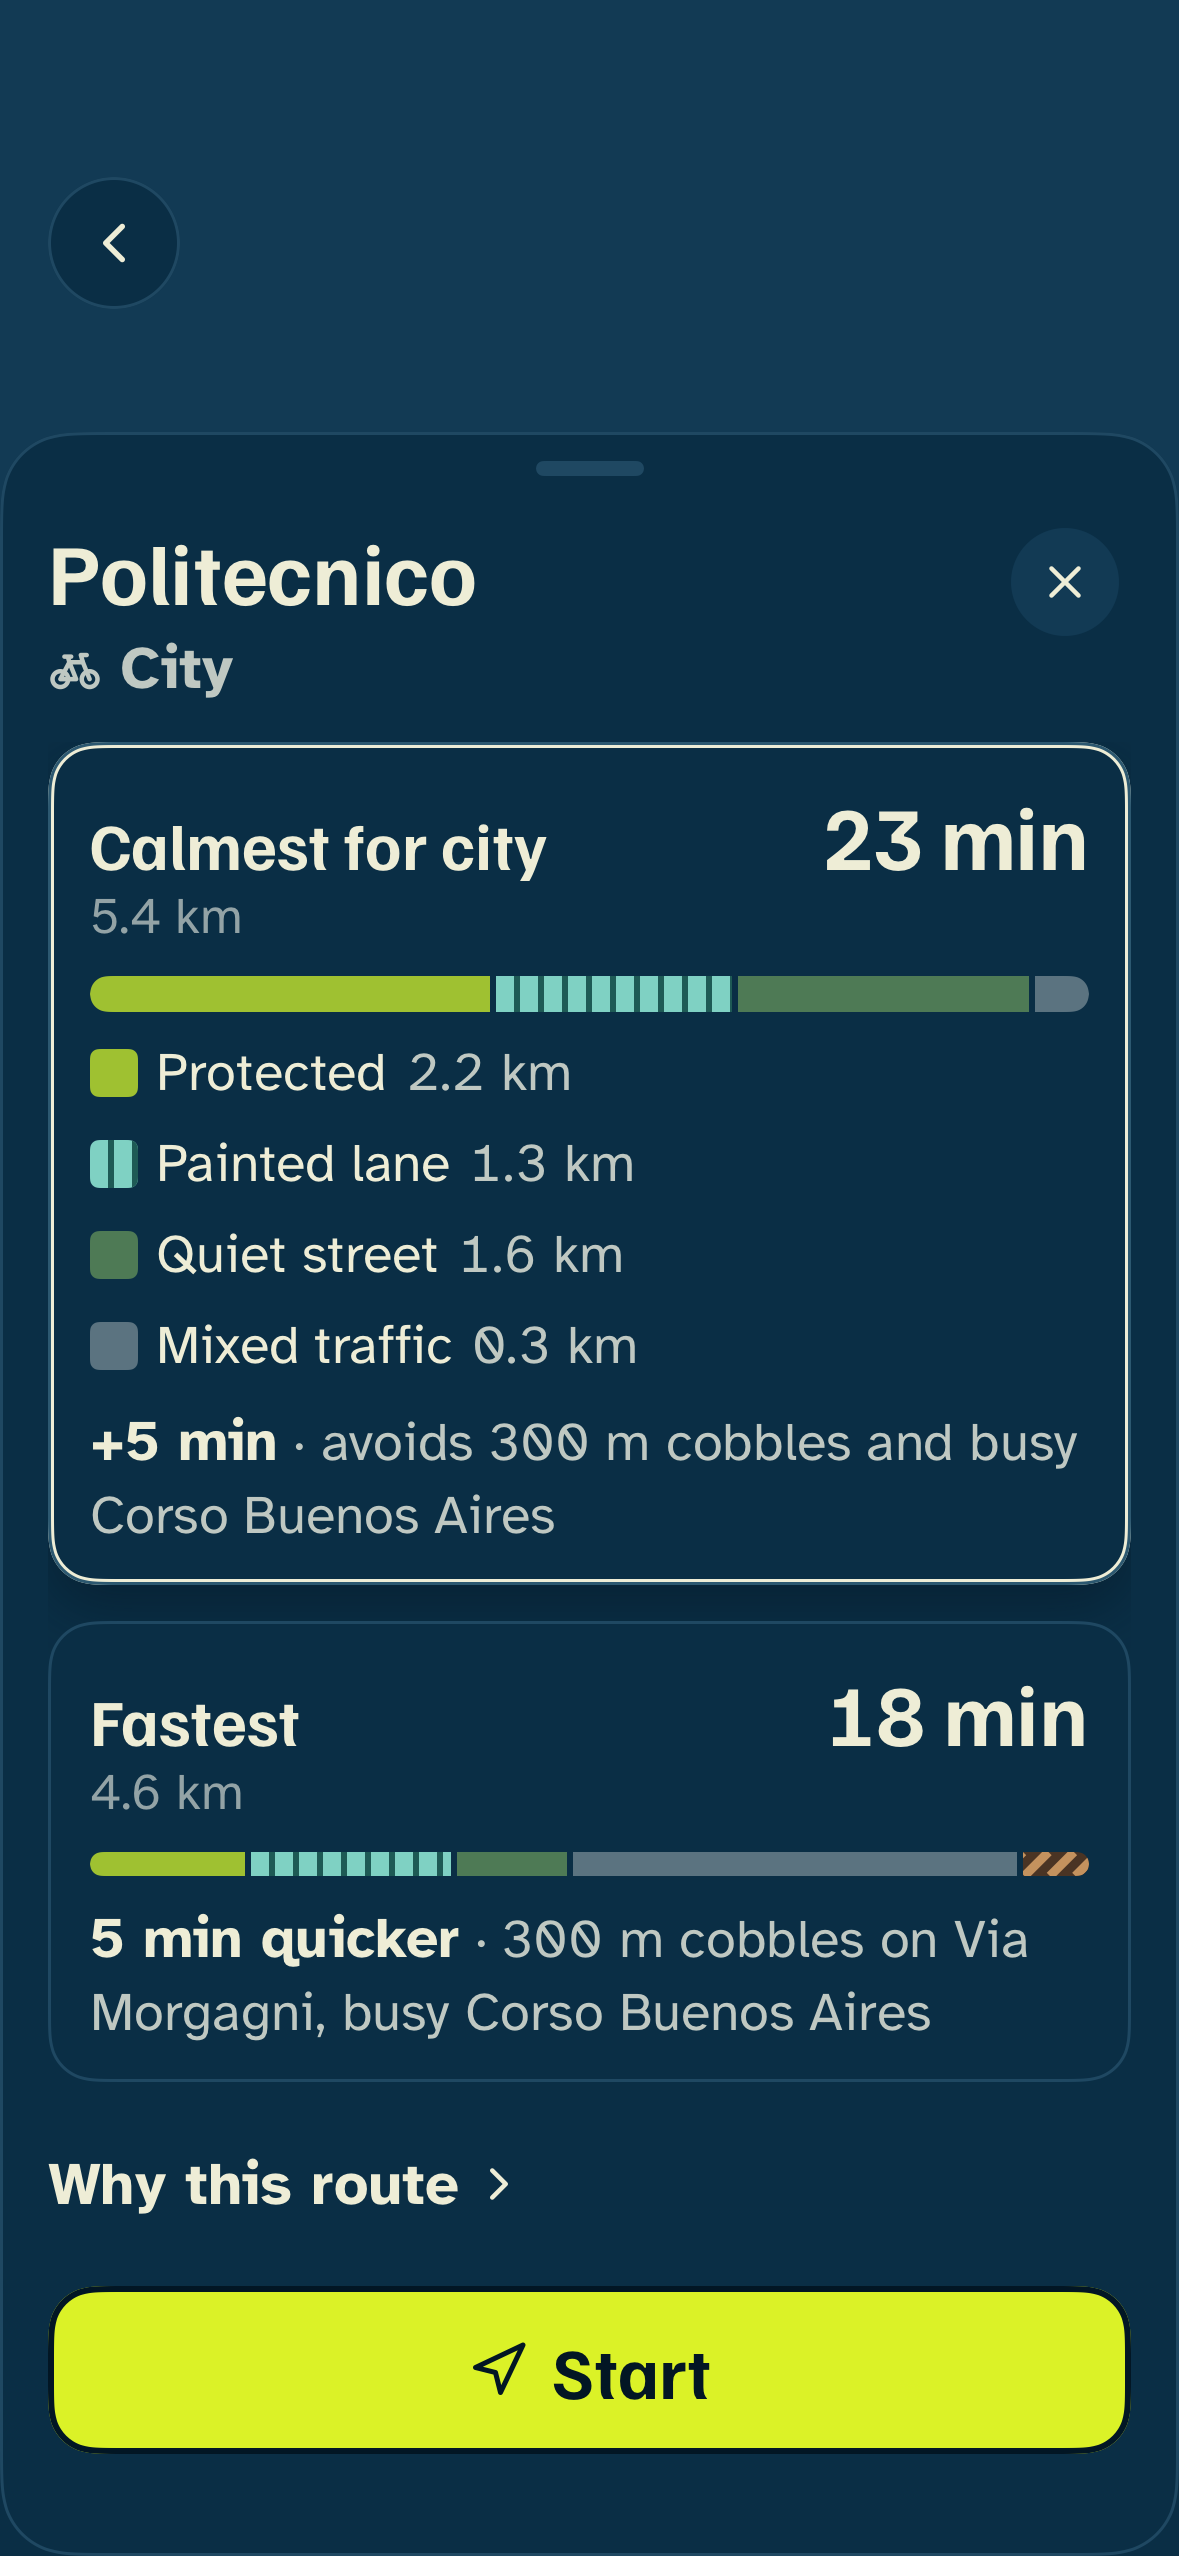 Politecnico
City
Calmest for city
23 min
5.4 km
Protected 2.2 km
Painted lane 1.3 km
Quiet street 1.6 km
Mixed traffic 0.3 km
+5 min · avoids 300 m cobbles and busy
Corso Buenos Aires
Fastest
18 min
4.6 km
5 min quicker · 300 m cobbles on Via
Morgagni, busy Corso Buenos Aires
Why this route
Start